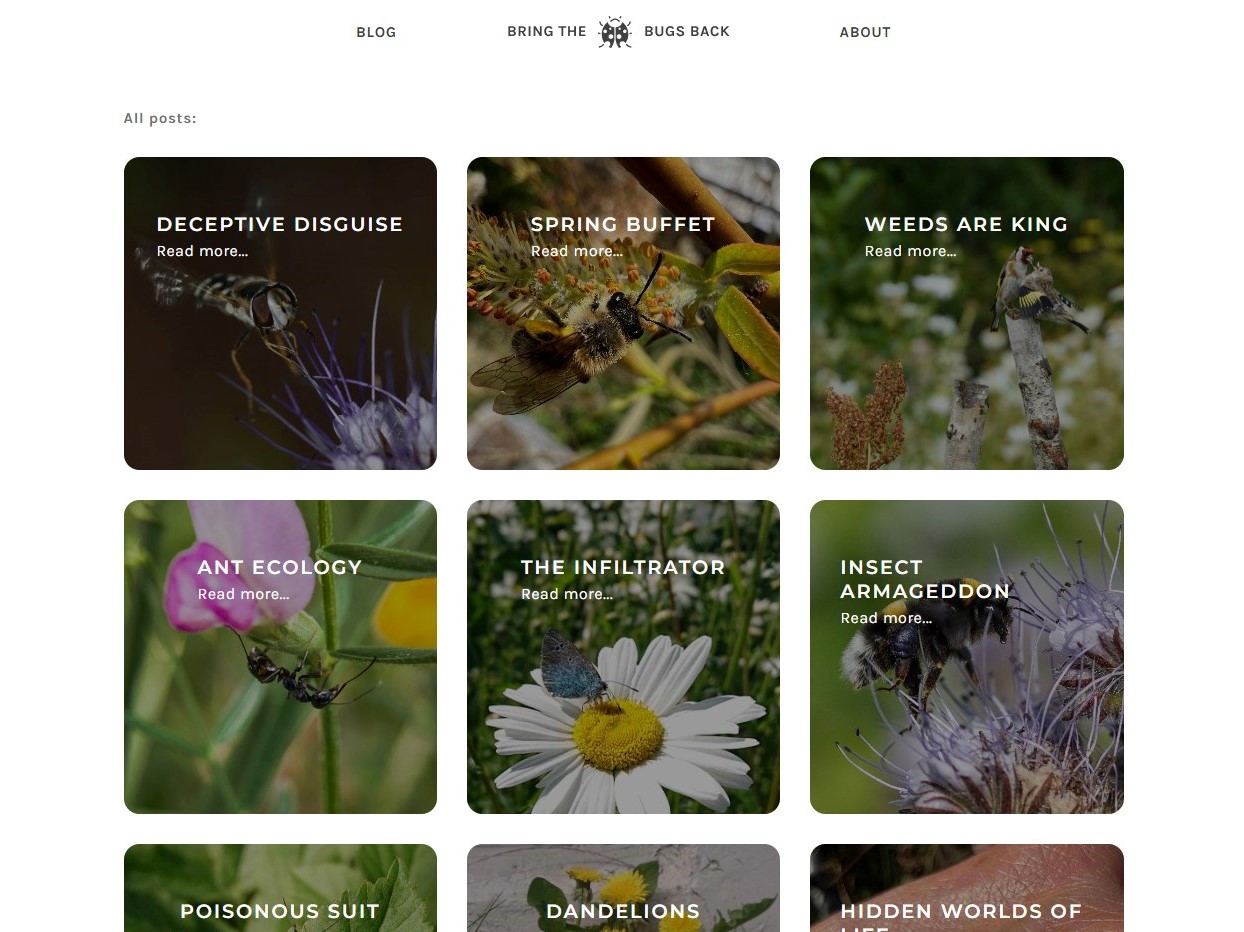 BLOG
BRING THE BUGS BACK
ABOUT
All posts:
DECEPTIVE DISGUISE
Read more...
SPRING BUFFET
Read more...
WEEDS ARE KING
Read more...
ANT ECOLOGY
Read more...
THE INFILTRATOR
Read more...
INSECT
ARMAGEDDON
Read more...
POISONOUS SUIT
DANDELIONS
HIDDEN WORLDS OF
LIFE